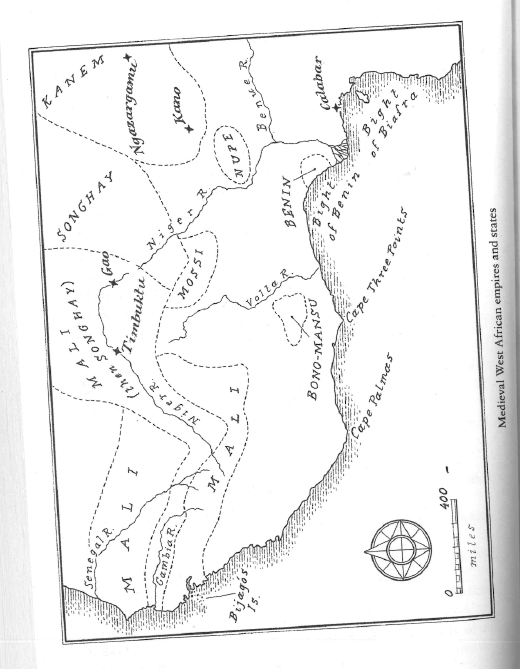 KANEM
Ngazargamu
Kano
SONGHAY
MALI
(then SONGHAY)
Gao
Timbuktu
Niger R
NUPE
Benue R
Calabar
MOSSI
Volta R
BENIN
Bight
of Biafra
Bight
of Benin
BONO-MANSU
Cape Three Points
Cape Palmas
Senegal R
MALI
Gambia R
Niger R
MALI
Bijagos
Is.
0 400
miles
Medieval West African empires and states